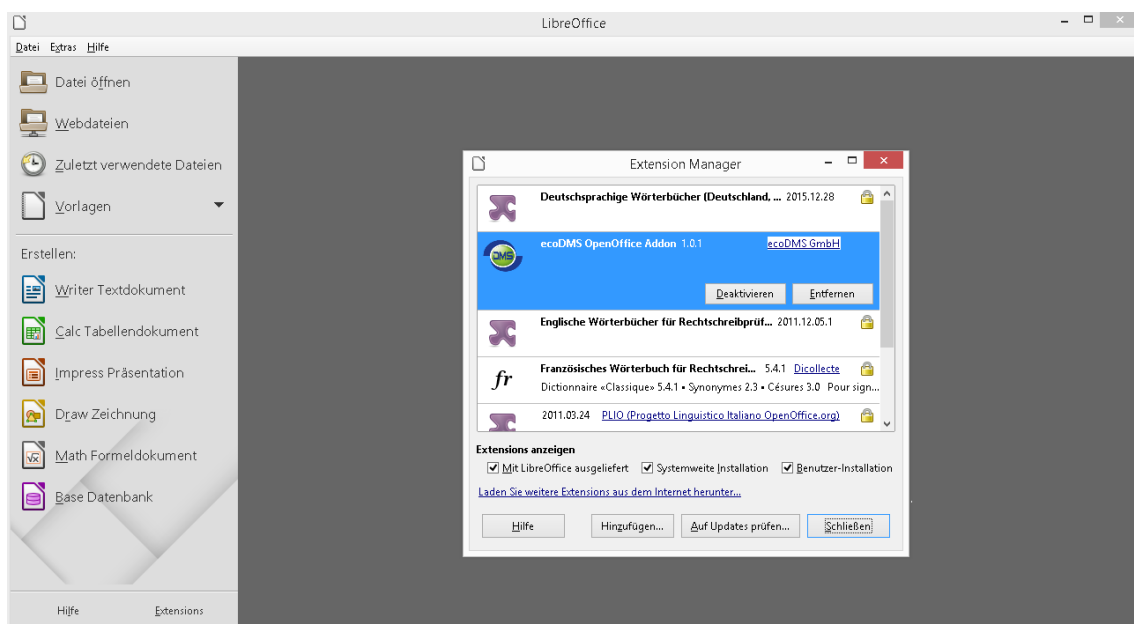 LibreOffice
Datei Extras Hilfe
Datei öffnen
Webdateien
Zuletzt verwendete Dateien
Vorlagen
Erstellen:
Writer Textdokument
Calc Tabellendokument
Impress Präsentation
Draw Zeichnung
Math Formeldokument
Base Datenbank
Hilfe Extensions
Extension Manager
Deutschsprachige Wörterbücher (Deutschland, ... 2015.12.28
DMS
ecoDMS OpenOffice Addon 1.0.1 ecoDMS GmbH
Deaktivieren Entfernen
Englische Wörterbücher für Rechtschreibprüf... 2011.12.05.1
fr
Französisches Wörterbuch für Rechtschrei... 5.4.1 Dicollecte
Dictionnaire «Classique» 5.4.1 • Synonymes 2.3 • Césures 3.0 Pour sign...
2011.03.24 PLIO (Progetto Linguistico Italiano OpenOffice.org)
Extensions anzeigen
Mit LibreOffice ausgeliefert Systemweite Installation Benutzer-Installation
Laden Sie weitere Extensions aus dem Internet herunter...
Hilfe Hinzufügen... Auf Updates prüfen... Schließen